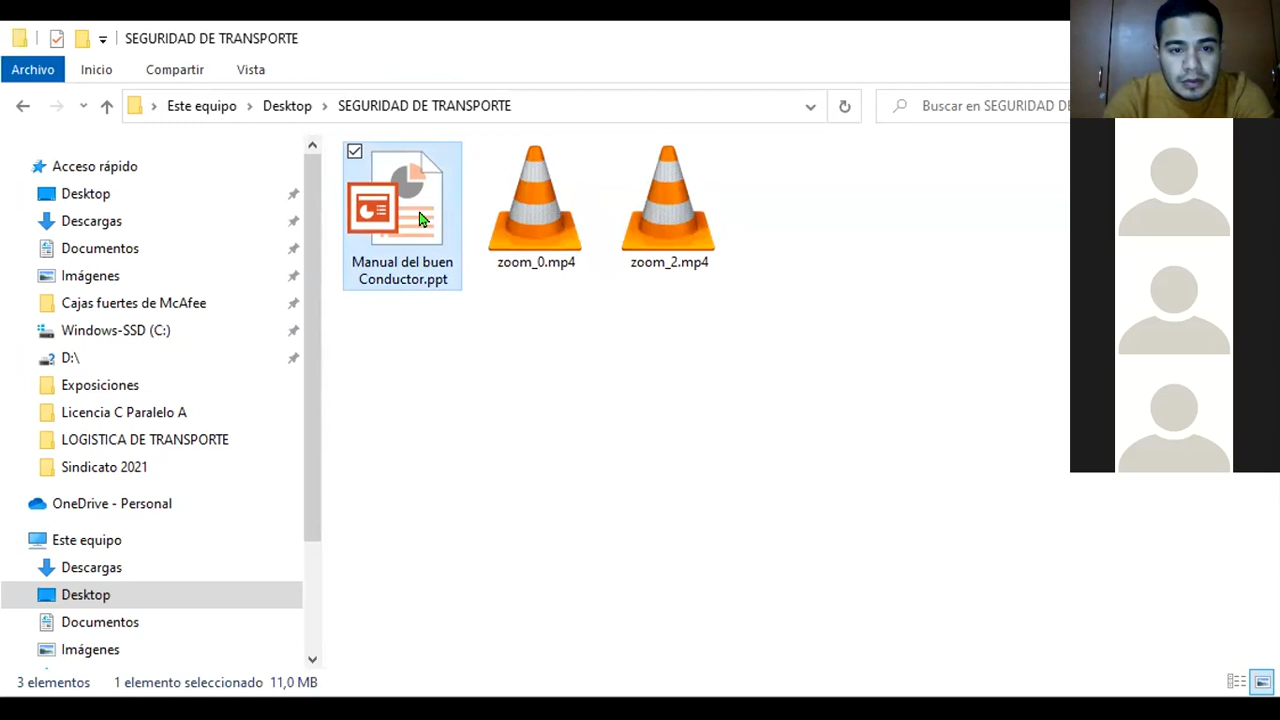 SEGURIDAD DE TRANSPORTE
Archivo
Inicio
Compartir
Vista
Este equipo > Desktop > SEGURIDAD DE TRANSPORTE
Buscar en SEGURIDAD DE
Acceso rápido
Desktop
Descargas
Documentos
Imágenes
Cajas fuertes de McAfee
Windows-SSD (C:)
D:\
Exposiciones
Licencia C Paralelo A
LOGISTICA DE TRANSPORTE
Sindicato 2021
OneDrive - Personal
Este equipo
Descargas
Desktop
Documentos
Imágenes
Manual del buen
Conductor.ppt
zoom_0.mp4
zoom_2.mp4
3 elementos
1 elemento seleccionado 11,0 MB